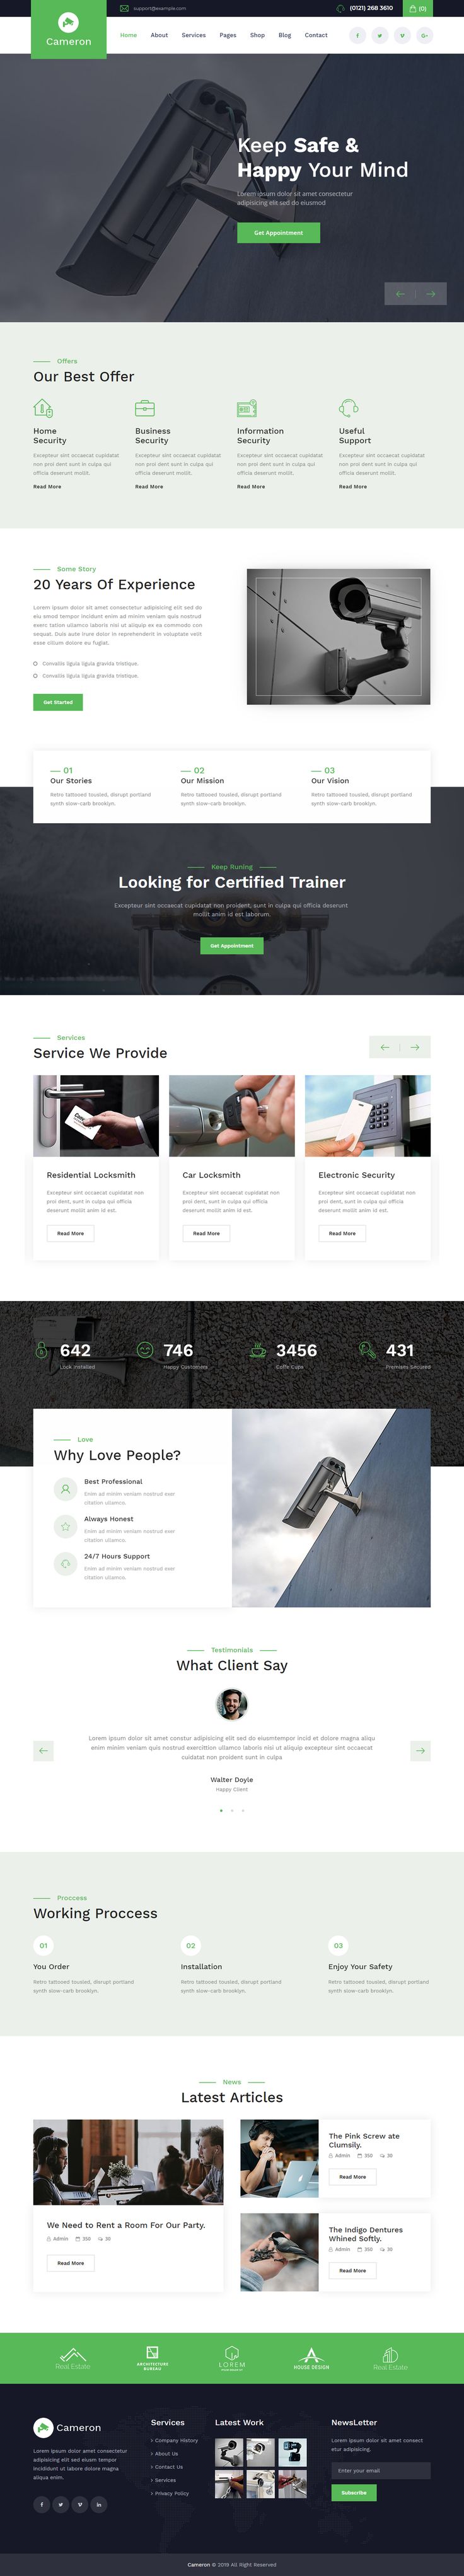 support@example.com
(0121) 268 3610
(0)
Cameron
Home
About
Services
Pages
Shop
Blog
Contact
Keep Safe &
Happy Your Mind
Lorem ipsum dolor sit amet consectetur
adipisicing elit sed do eiusmod
Get Appointment
Offers
Our Best Offer
Home
Security
Excepteur sint occaecat cupidatat
non proi dent sunt in culpa qui
officia deserunt mollit.
Read More
Business
Security
Excepteur sint occaecat cupidatat
non proi dent sunt in culpa qui
officia deserunt mollit.
Read More
Information
Security
Excepteur sint occaecat cupidatat
non proi dent sunt in culpa qui
officia deserunt mollit.
Read More
Useful
Support
Excepteur sint occaecat cupidatat
non proi dent sunt in culpa qui
officia deserunt mollit.
Read More
Some Story
20 Years Of Experience
Lorem ipsum dolor sit amet consectetur adipisicing elit sed do
eiu smod tempor incidunt enim ad minim veniam quis nostrud
exerc tation ullamco laboris nisi ut aliquip ex ea commodo con
sequat. Duis aute irure dolor in reprehenderit in voluptate velit
esse cillum dolore eu fugiat.
Convallis ligula ligula gravida tristique.
Convallis ligula ligula gravida tristique.
Get Started
01
Our Stories
Retro tattooed tousled, disrupt portland
synth slow-carb brooklyn.
02
Our Mission
Retro tattooed tousled, disrupt portland
synth slow-carb brooklyn.
03
Our Vision
Retro tattooed tousled, disrupt portland
synth slow-carb brooklyn.
Keep Runing
Looking for Certified Trainer
Excepteur sint occaecat cupidatat non proident, sunt in culpa qui officia deserunt
mollit anim id est laborum.
Get Appointment
Services
Service We Provide
Residential Locksmith
Excepteur sint occaecat cupidatat non
proi dent, sunt in culpa qui officia
deserunt mollit anim id est.
Read More
Car Locksmith
Excepteur sint occaecat cupidatat non
proi dent, sunt in culpa qui officia
deserunt mollit anim id est.
Read More
Electronic Security
Excepteur sint occaecat cupidatat non
proi dent, sunt in culpa qui officia
deserunt mollit anim id est.
Read More
642
Lock Installed
746
Happy Customers
3456
Coffe Cups
431
Premises Secured
Love
Why Love People?
Best Professional
Enim ad minim veniam nostrud exer
citation ullamco.
Always Honest
Enim ad minim veniam nostrud exer
citation ullamco.
24/7 Hours Support
Enim ad minim veniam nostrud exer
citation ullamco.
Testimonials
What Client Say
Lorem ipsum dolor sit amet constur adipisicing elit sed do eiusmtempor incid et dolore magna aliqu
enim minim veniam quis nostrud exercittion ullamco laboris nisi ut aliquip excepteur sint occaecat
cuidatat non proident sunt in culpa
Walter Doyle
Happy Client
Proccess
Working Proccess
01
You Order
Retro tattooed tousled, disrupt portland
synth slow-carb brooklyn.
02
Installation
Retro tattooed tousled, disrupt portland
synth slow-carb brooklyn.
03
Enjoy Your Safety
Retro tattooed tousled, disrupt portland
synth slow-carb brooklyn.
News
Latest Articles
We Need to Rent a Room For Our Party.
Admin 350 30
Read More
The Pink Screw ate
Clumsily.
Admin 350 30
Read More
The Indigo Dentures
Whined Softly.
Admin 350 30
Read More
Real Estate
ARCHITECTURE
BUREAU
LOREM
HOUSE DESIGN
Real Estate
Cameron
Lorem ipsum dolor sit amet consectetur
adipisicing elit sed eiusm tempor
incididunt ut labore dolore magna
aliqua enim.
Services
Company History
About Us
Contact Us
Services
Privacy Policy
Latest Work
NewsLetter
Lorem ipsum dolor sit amet consect
etur adipisicing.
Enter your email
Subscribe
Cameron © 2019 All Right Reserved